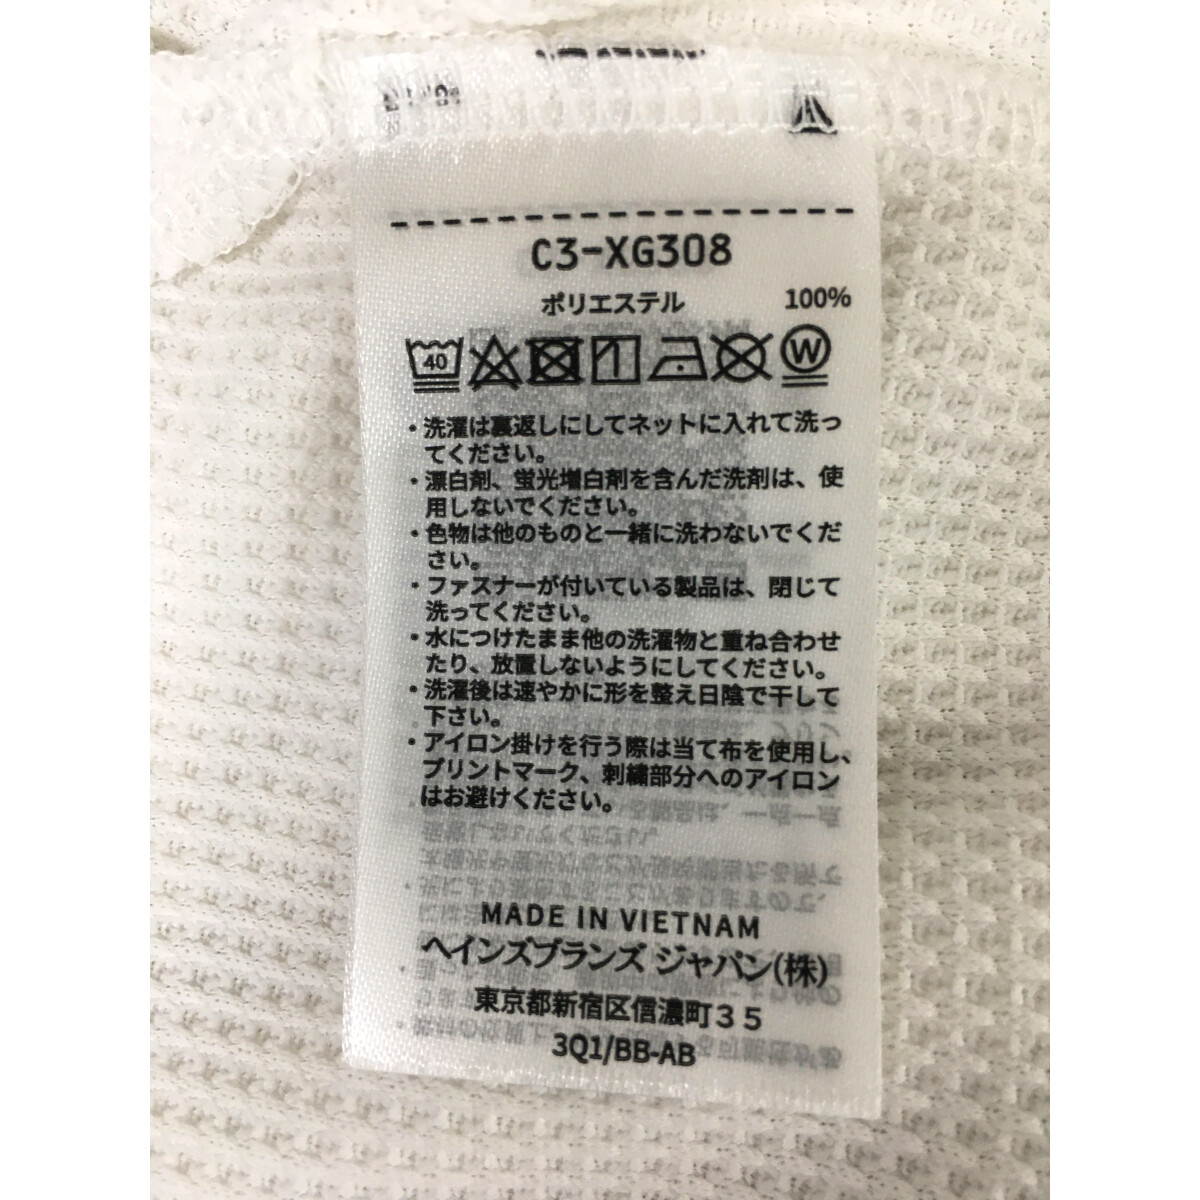 C3-XG308
ポリエステル 100%
40 W
・洗濯は裏返しにしてネットに入れて洗っ
てください。
・漂白剤、蛍光増白剤を含んだ洗剤は、使
用しないでください。
・色物は他のものと一緒に洗わないでくだ
さい。
・ファスナーが付いている製品は、閉じて
洗ってください。
・水につけたまま他の洗濯物と重ね合わせ
たり、放置しないようにしてください。
・洗濯後は速やかに形を整え日陰で干して
下さい。
・アイロン掛けを行う際は当て布を使用し、
プリントマーク、刺繍部分へのアイロン
はお避けください。
MADE IN VIETNAM
ヘインズブランズ ジャパン(株)
東京都新宿区信濃町３５
3Q1/BB-AB